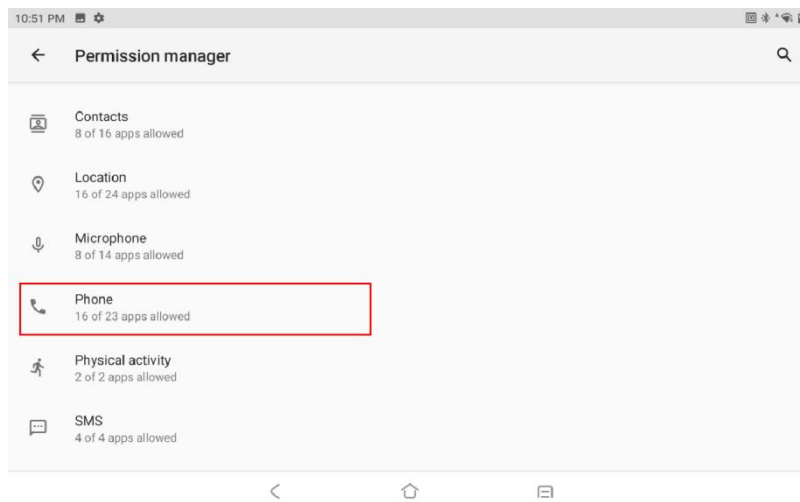 10:51 PM
Permission manager
Contacts
8 of 16 apps allowed
Location
16 of 24 apps allowed
Microphone
8 of 14 apps allowed
Phone
16 of 23 apps allowed
Physical activity
2 of 2 apps allowed
SMS
4 of 4 apps allowed